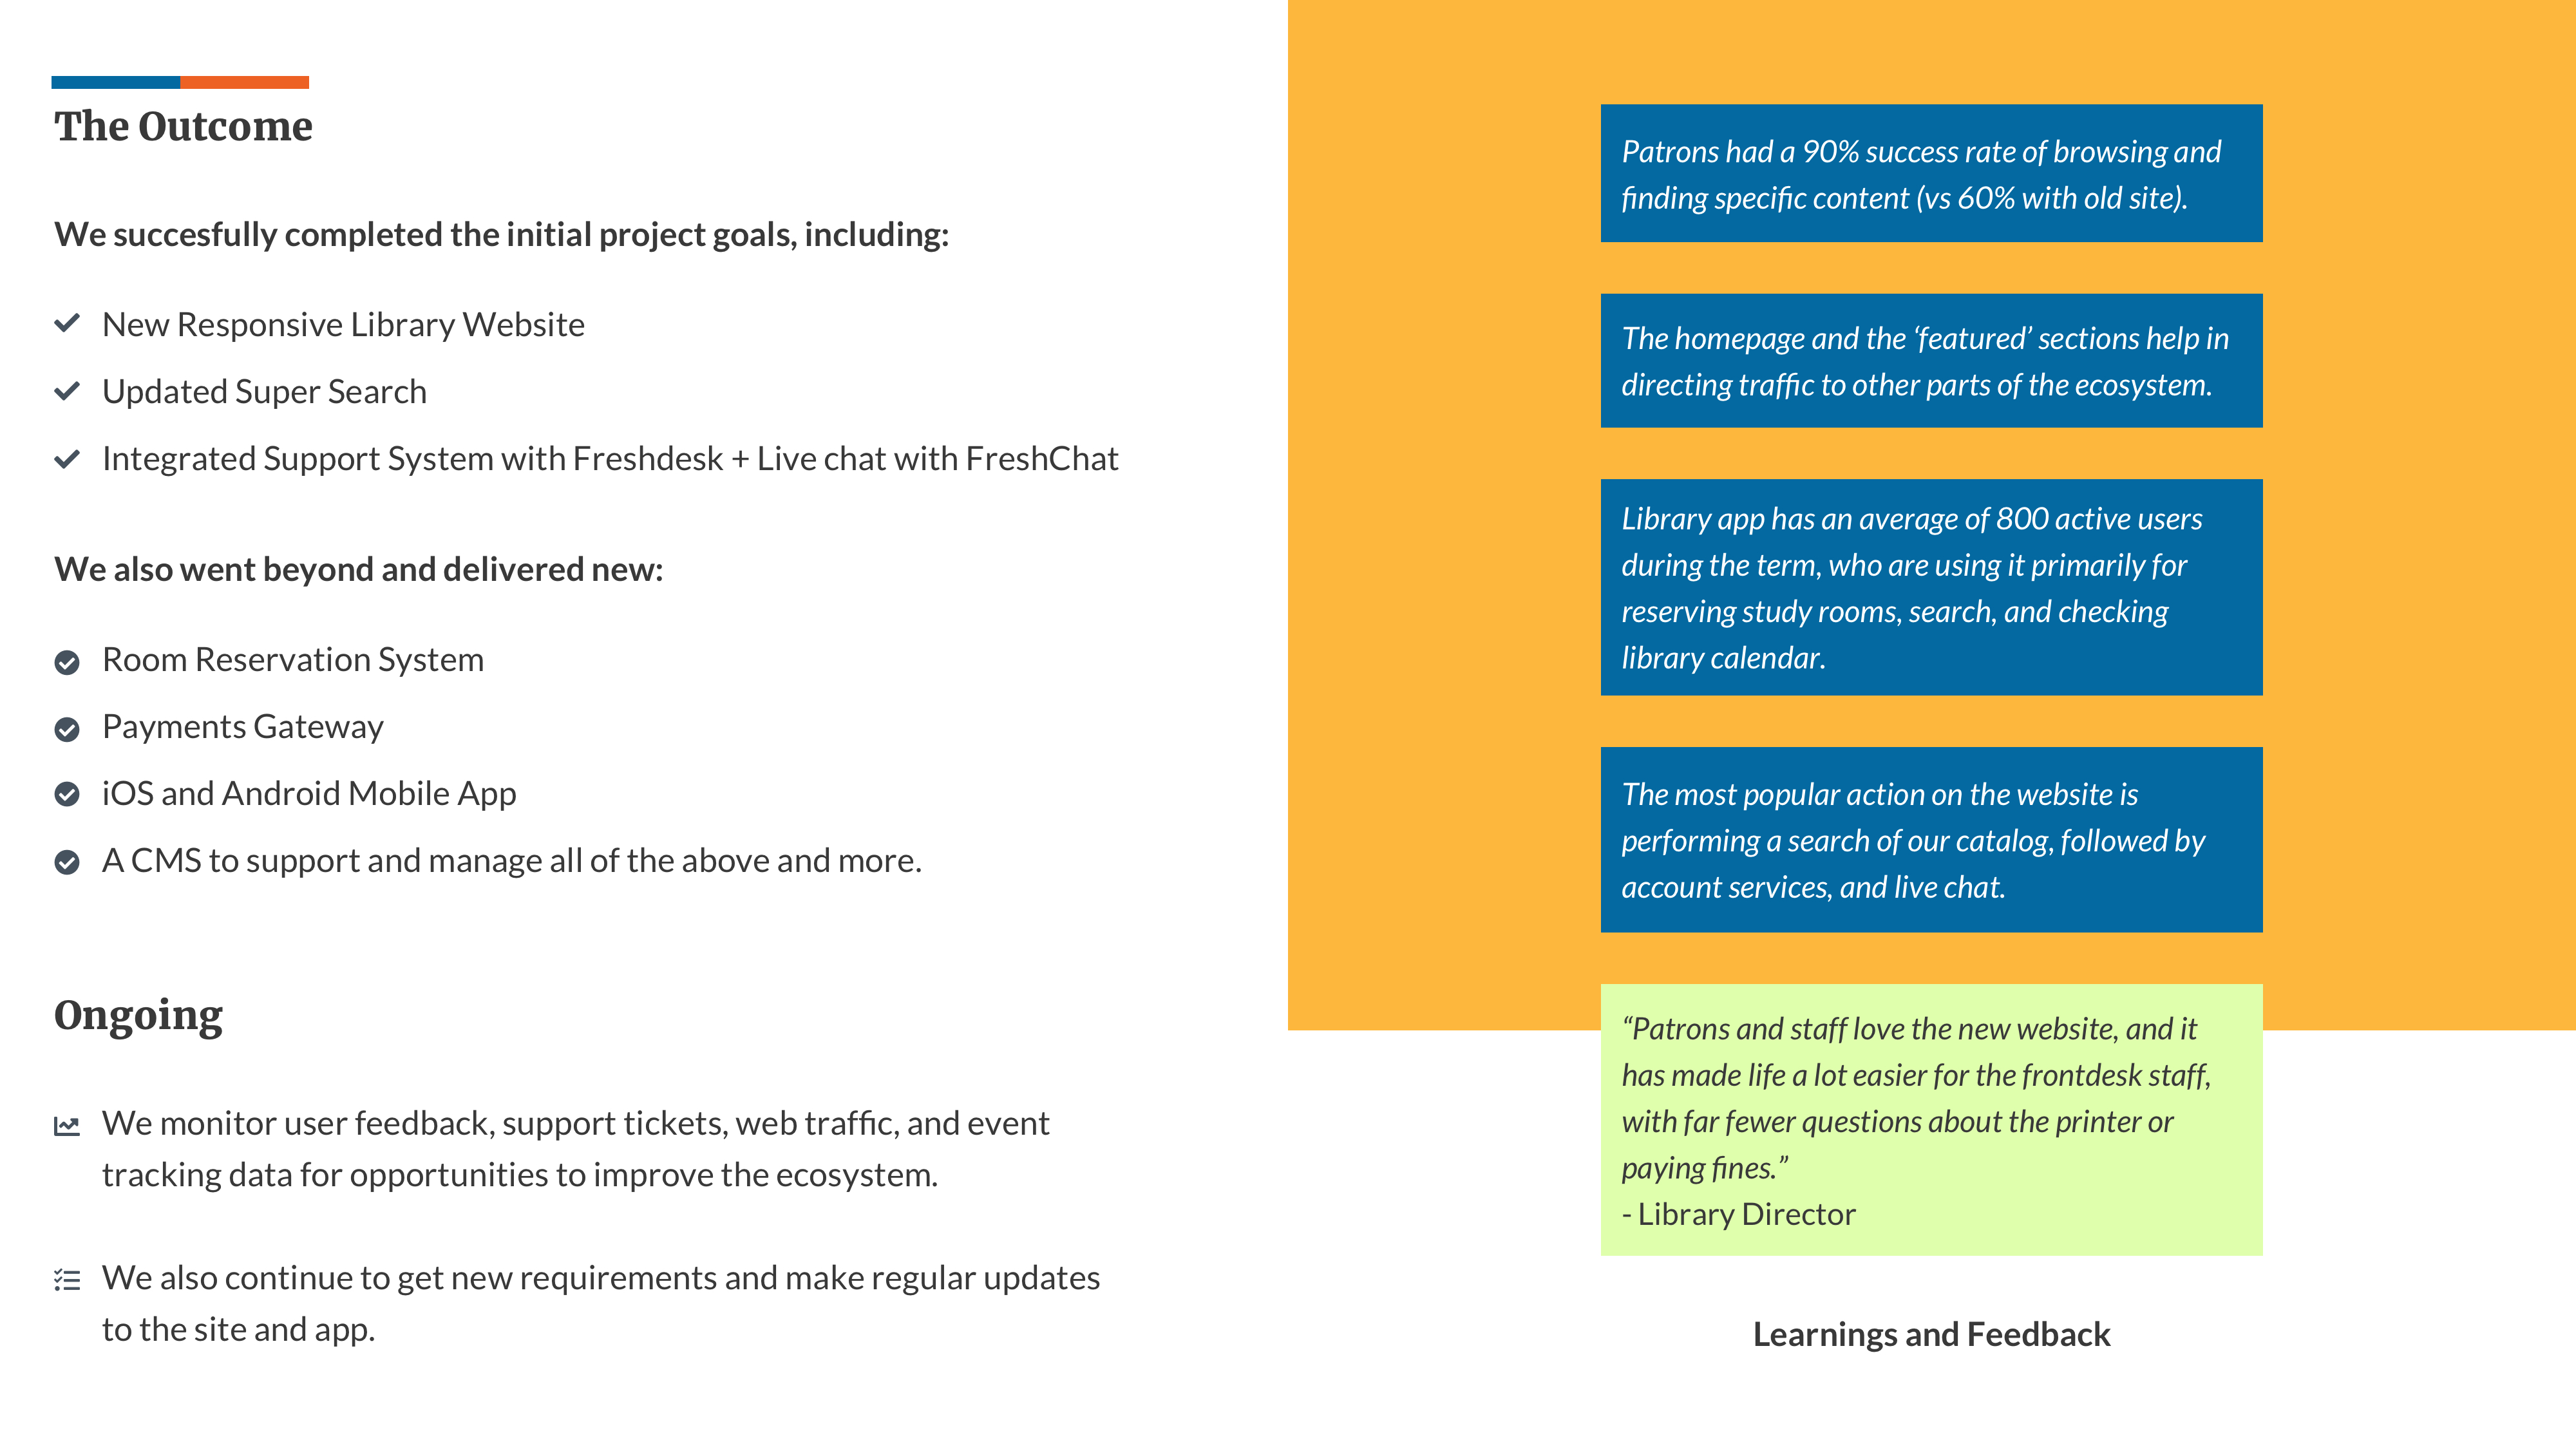 The Outcome
We succesfully completed the initial project goals, including:
New Responsive Library Website
Updated Super Search
Integrated Support System with Freshdesk + Live chat with FreshChat
We also went beyond and delivered new:
Room Reservation System
Payments Gateway
iOS and Android Mobile App
A CMS to support and manage all of the above and more.
Ongoing
We monitor user feedback, support tickets, web traffic, and event
tracking data for opportunities to improve the ecosystem.
We also continue to get new requirements and make regular updates
to the site and app.
Patrons had a 90% success rate of browsing and
finding specific content (vs 60% with old site).
The homepage and the ‘featured’ sections help in
directing traffic to other parts of the ecosystem.
Library app has an average of 800 active users
during the term, who are using it primarily for
reserving study rooms, search, and checking
library calendar.
The most popular action on the website is
performing a search of our catalog, followed by
account services, and live chat.
“Patrons and staff love the new website, and it
has made life a lot easier for the frontdesk staff,
with far fewer questions about the printer or
paying fines.”
- Library Director
Learnings and Feedback